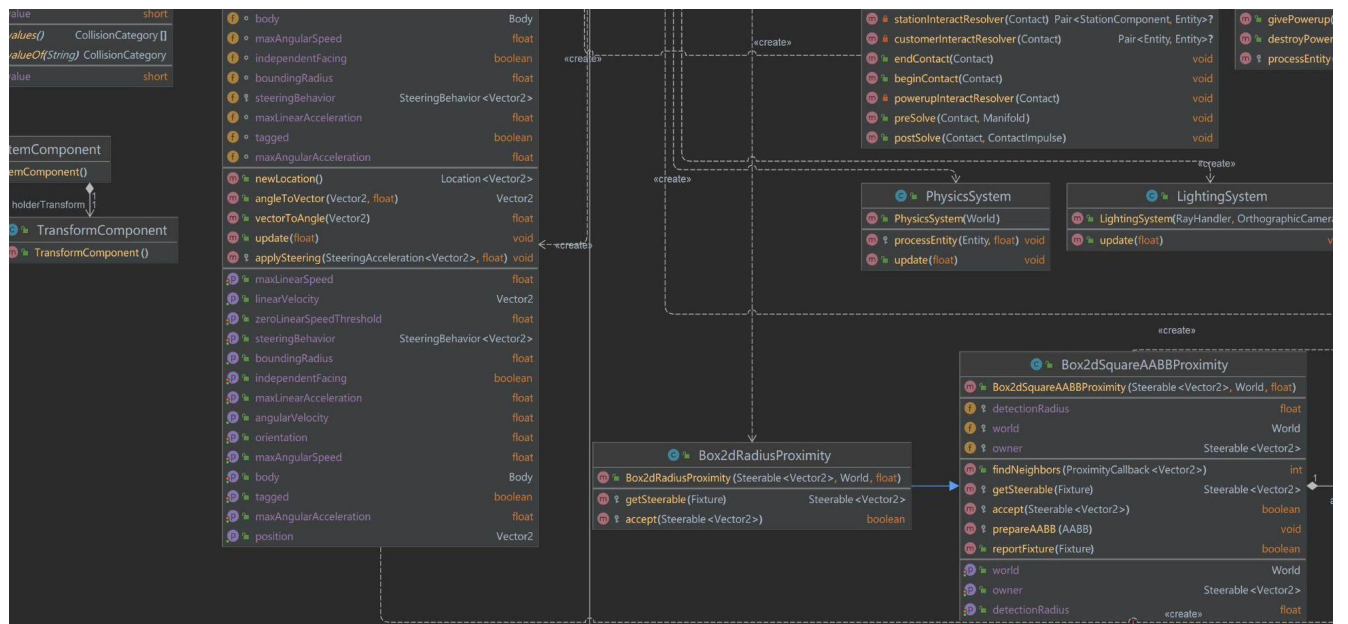 value short
values() CollisionCategory[]
valueOf(String) CollisionCategory
value short
temComponent
emComponent()
1
holderTransform 1
TransformComponent
TransformComponent()
body Body
maxAngularSpeed float
independentFacing boolean
boundingRadius float
steeringBehavior SteeringBehavior<Vector2>
maxLinearAcceleration float
tagged boolean
maxAngularAcceleration float
newLocation() Location<Vector2>
angleToVector(Vector2, float) Vector2
vectorToAngle(Vector2) float
update(float) void
applySteering(SteeringAcceleration<Vector2>, float) void
maxLinearSpeed float
linearVelocity Vector2
zeroLinearSpeedThreshold float
steeringBehavior SteeringBehavior<Vector2>
boundingRadius float
independentFacing boolean
maxLinearAcceleration float
angularVelocity float
orientation float
maxAngularSpeed float
body Body
tagged boolean
maxAngularAcceleration float
position Vector2
«create»
«create»
«create»
«create»
stationInteractResolver(Contact) Pair<StationComponent, Entity>?
customerInteractResolver(Contact) Pair<Entity, Entity>?
endContact(Contact) void
beginContact(Contact) void
powerupInteractResolver(Contact) void
preSolve(Contact, Manifold) void
postSolve(Contact, ContactImpulse) void
givePowerup(
destroyPower
processEntity
«create»
PhysicsSystem
PhysicsSystem(World)
processEntity(Entity, float) void
update(float) void
LightingSystem
LightingSystem(RayHandler, OrthographicCamera
update(float) v
«create»
Box2dRadiusProximity
Box2dRadiusProximity(Steerable<Vector2>, World, float)
getSteerable(Fixture) Steerable<Vector2>
accept(Steerable<Vector2>) boolean
Box2dSquareAABBProximity
Box2dSquareAABBProximity(Steerable<Vector2>, World, float)
detectionRadius float
world World
owner Steerable<Vector2>
findNeighbors(ProximityCallback<Vector2>) int
getSteerable(Fixture) Steerable<Vector2>
accept(Steerable<Vector2>) boolean
prepareAABB(AABB) void
reportFixture(Fixture) boolean
world World
owner Steerable<Vector2>
detectionRadius float
1
«create»